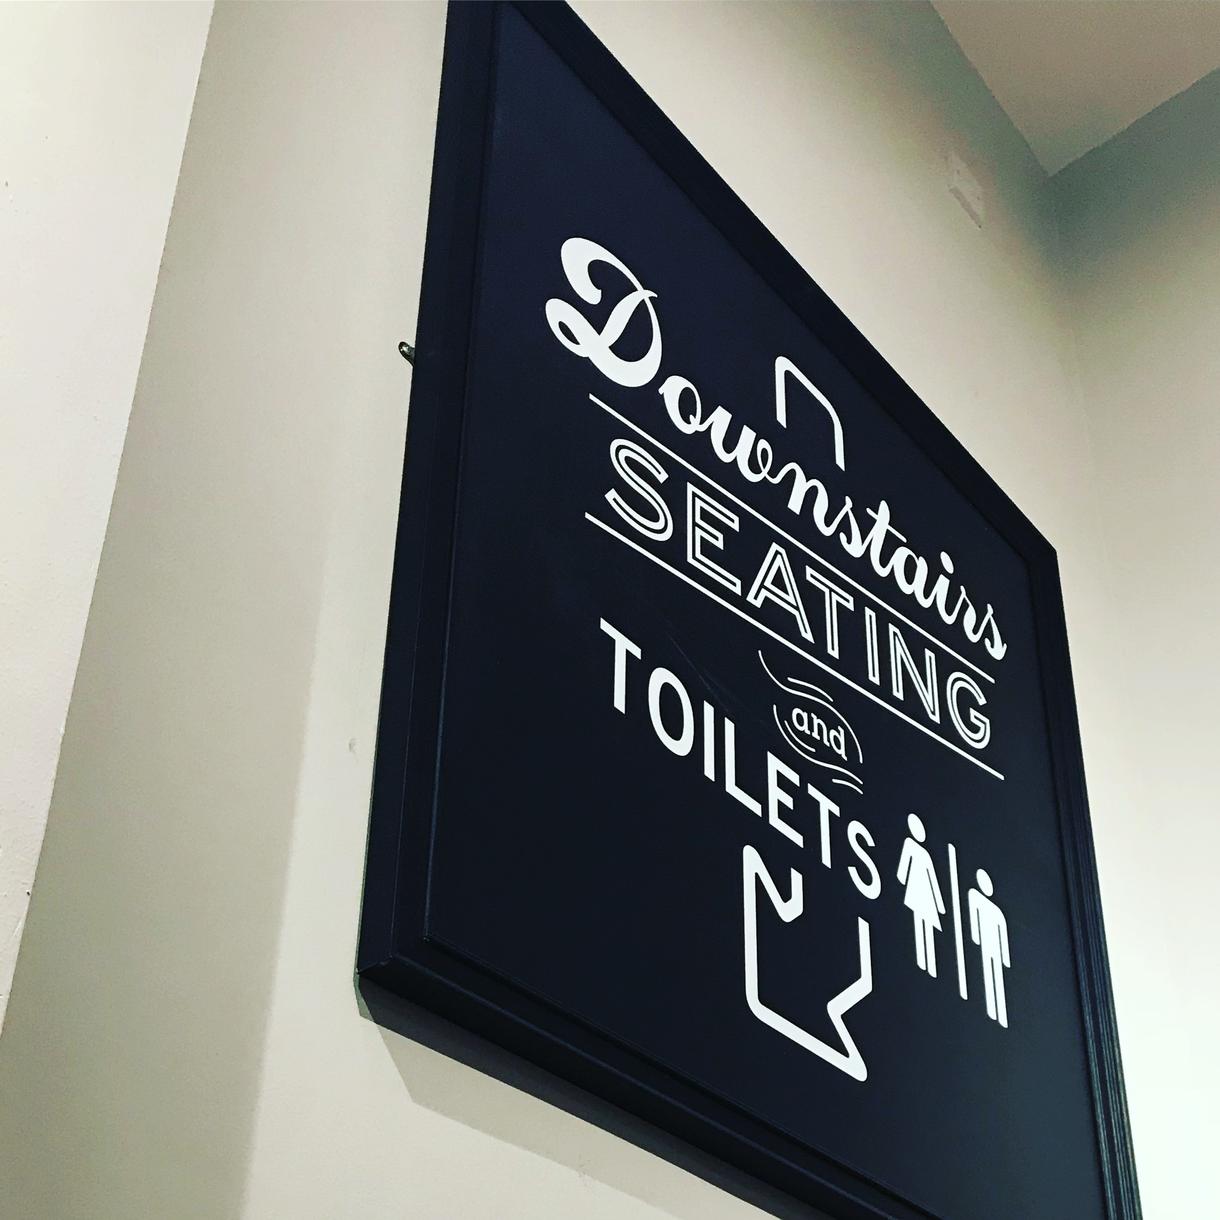 Downstairs
SEATING
and
TOILETS